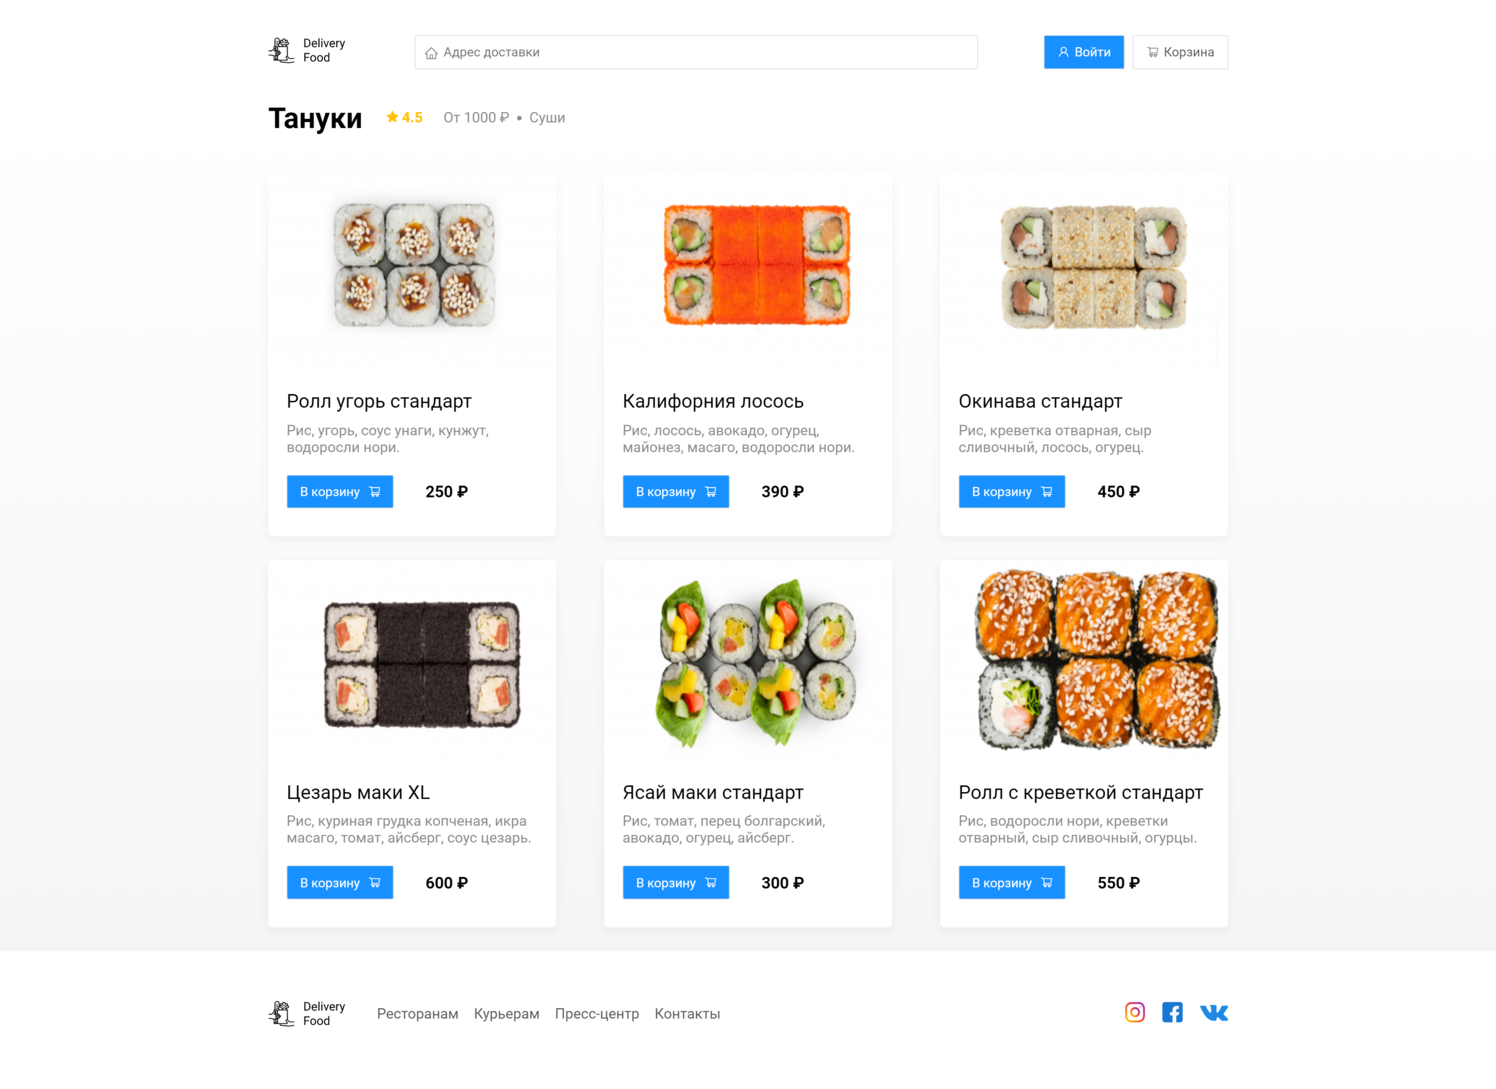 Delivery
Food
Адрес доставки
Войти
Корзина
Тануки
4.5
От 1000 ₽ • Суши
Ролл угорь стандарт
Рис, угорь, соус унаги, кунжут,
водоросли нори.
В корзину
250 ₽
Калифорния лосось
Рис, лосось, авокадо, огурец,
майонез, масаго, водоросли нори.
В корзину
390 ₽
Окинава стандарт
Рис, креветка отварная, сыр
сливочный, лосось, огурец.
В корзину
450 ₽
Цезарь маки XL
Рис, куриная грудка копченая, икра
масаго, томат, айсберг, соус цезарь.
В корзину
600 ₽
Ясай маки стандарт
Рис, томат, перец болгарский,
авокадо, огурец, айсберг.
В корзину
300 ₽
Ролл с креветкой стандарт
Рис, водоросли нори, креветки
отварный, сыр сливочный, огурцы.
В корзину
550 ₽
Delivery
Food
Ресторанам
Курьерам
Пресс-центр
Контакты